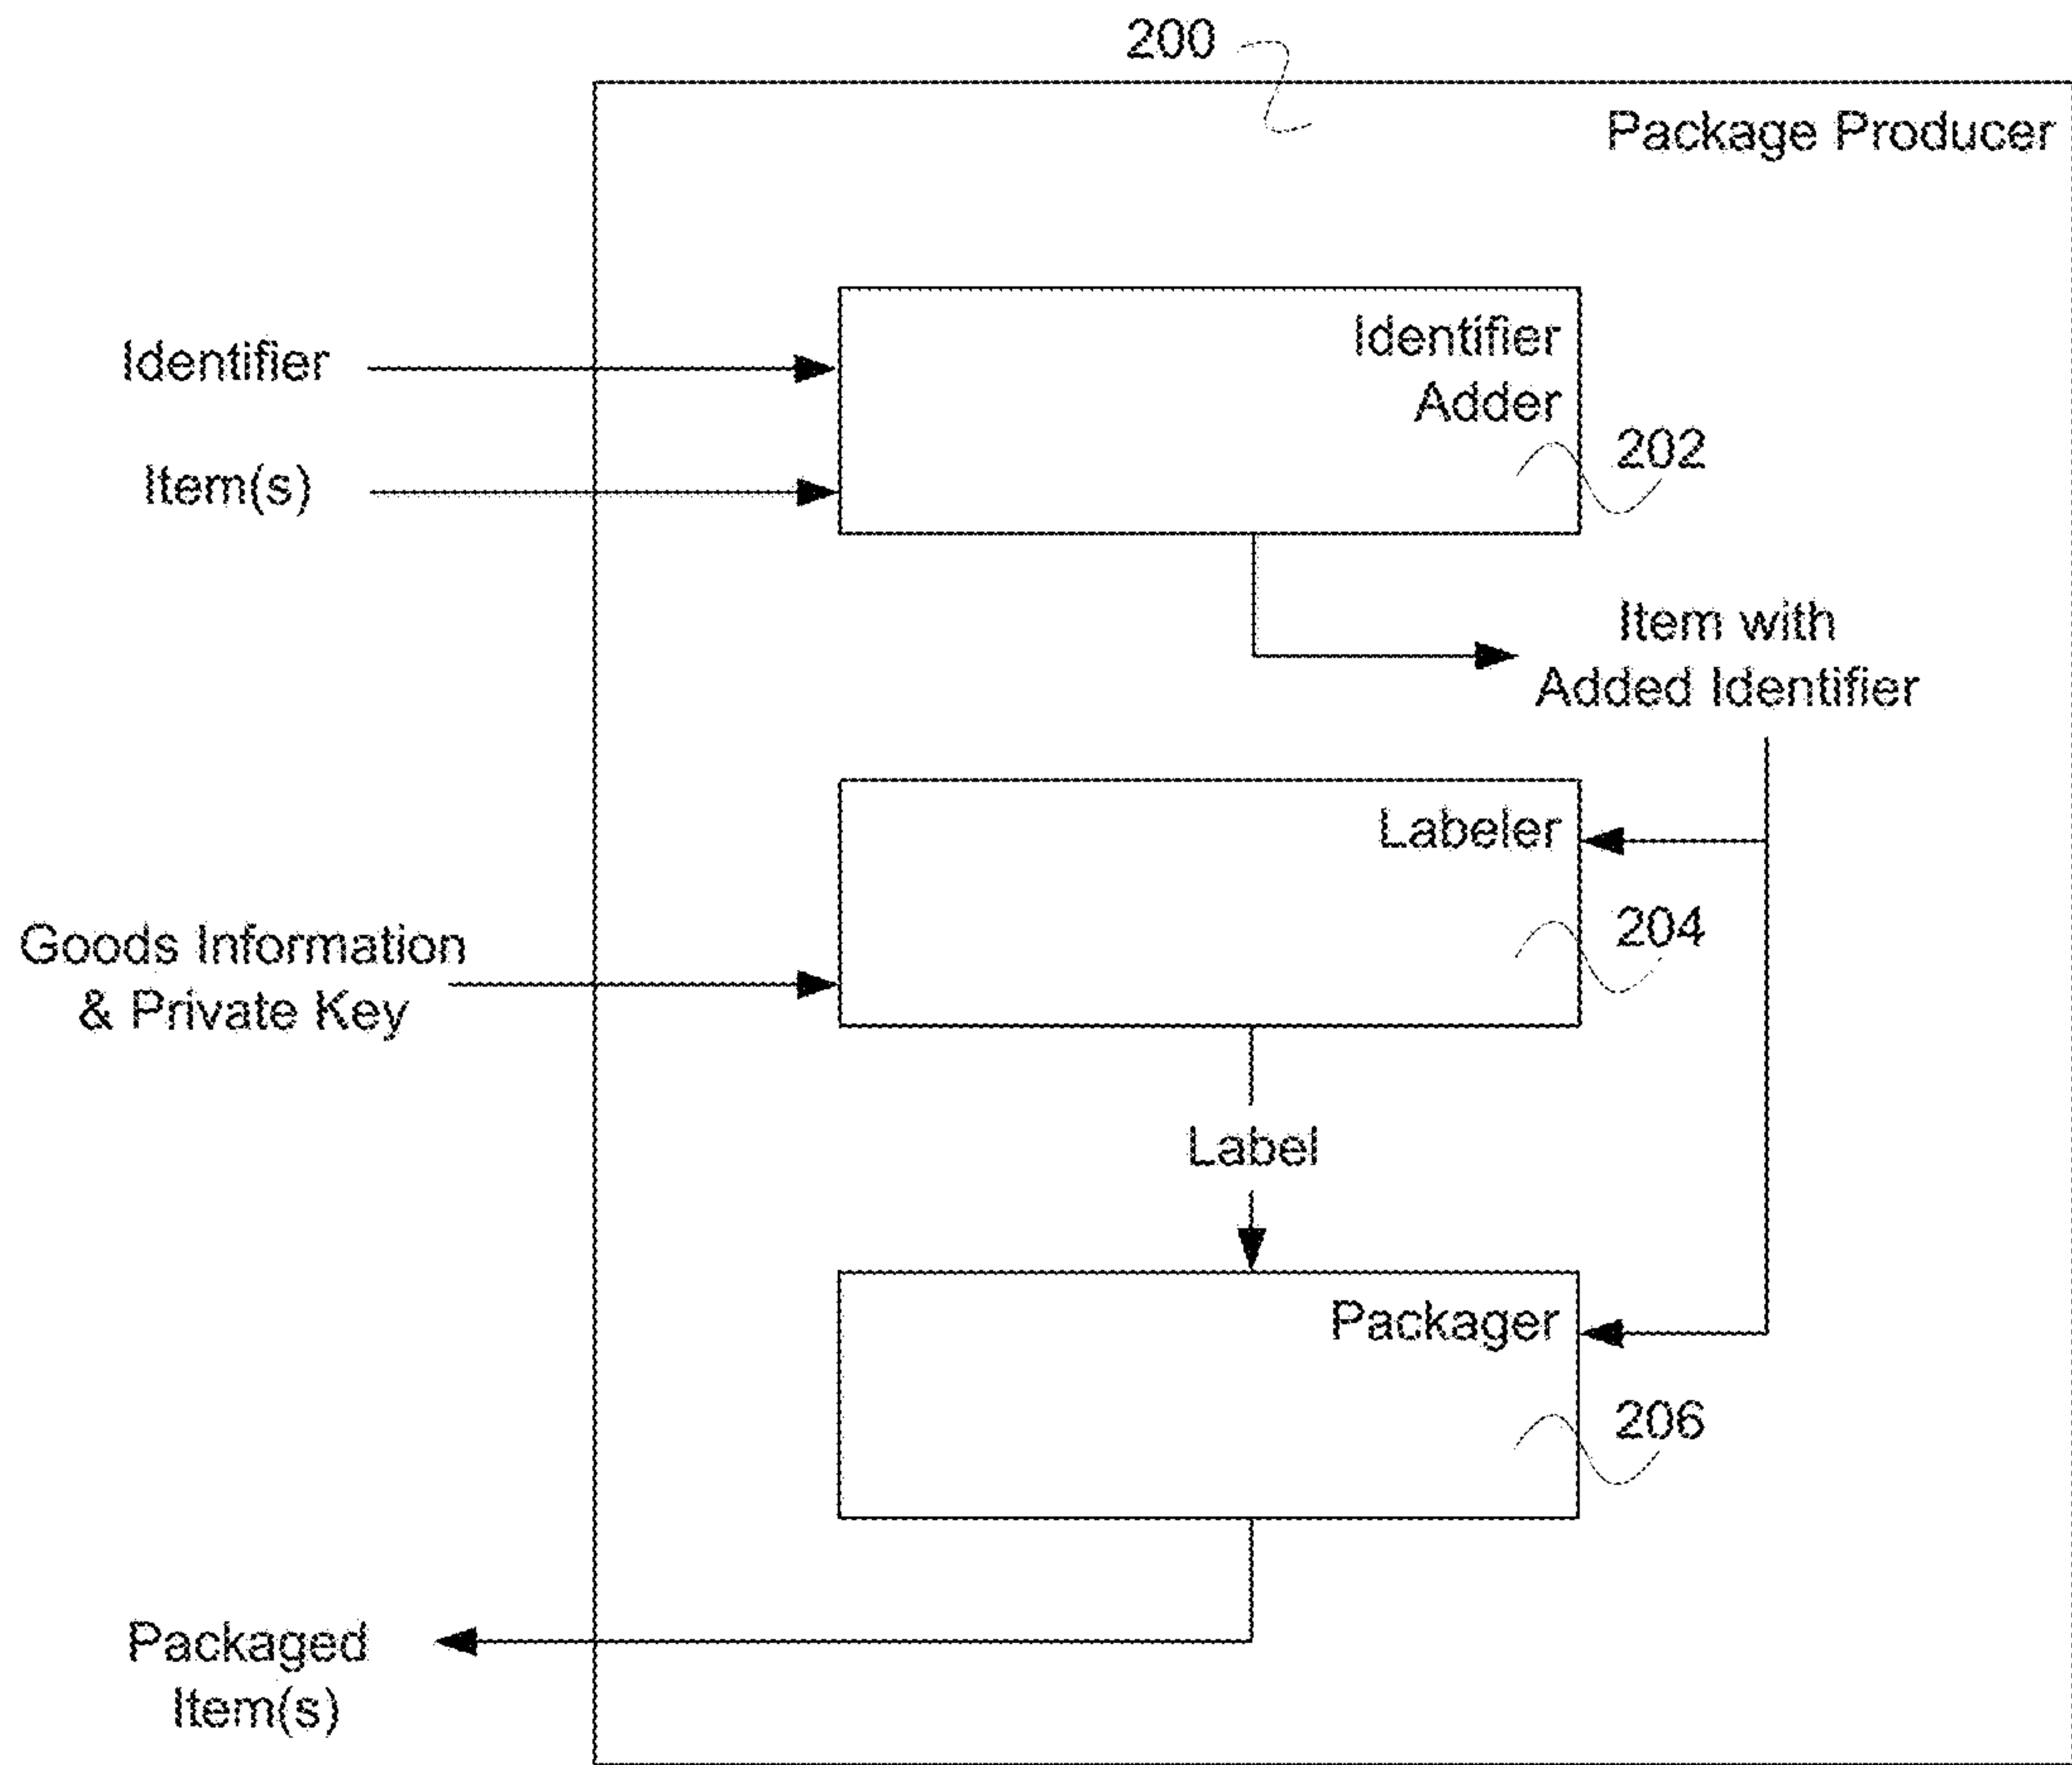 200
Package Producer
Identifier
Adder
Identifier
202
Item(s)
Item with
Added Identifier
Labeler
204
Goods Information
& Private Key
Label
Packager
206
Packaged
Item(s)